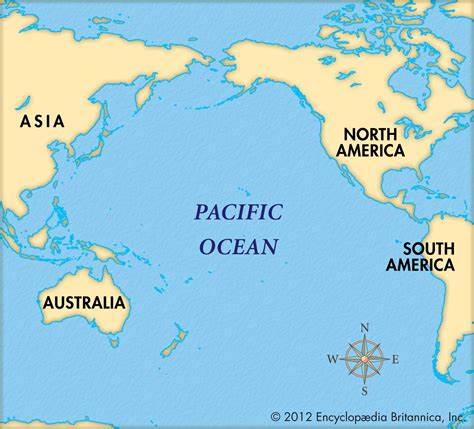 ASIA
NORTH
AMERICA
PACIFIC
OCEAN
SOUTH
AMERICA
AUSTRALIA
N
W
E
S
© 2012 Encyclopædia Britannica, Inc.